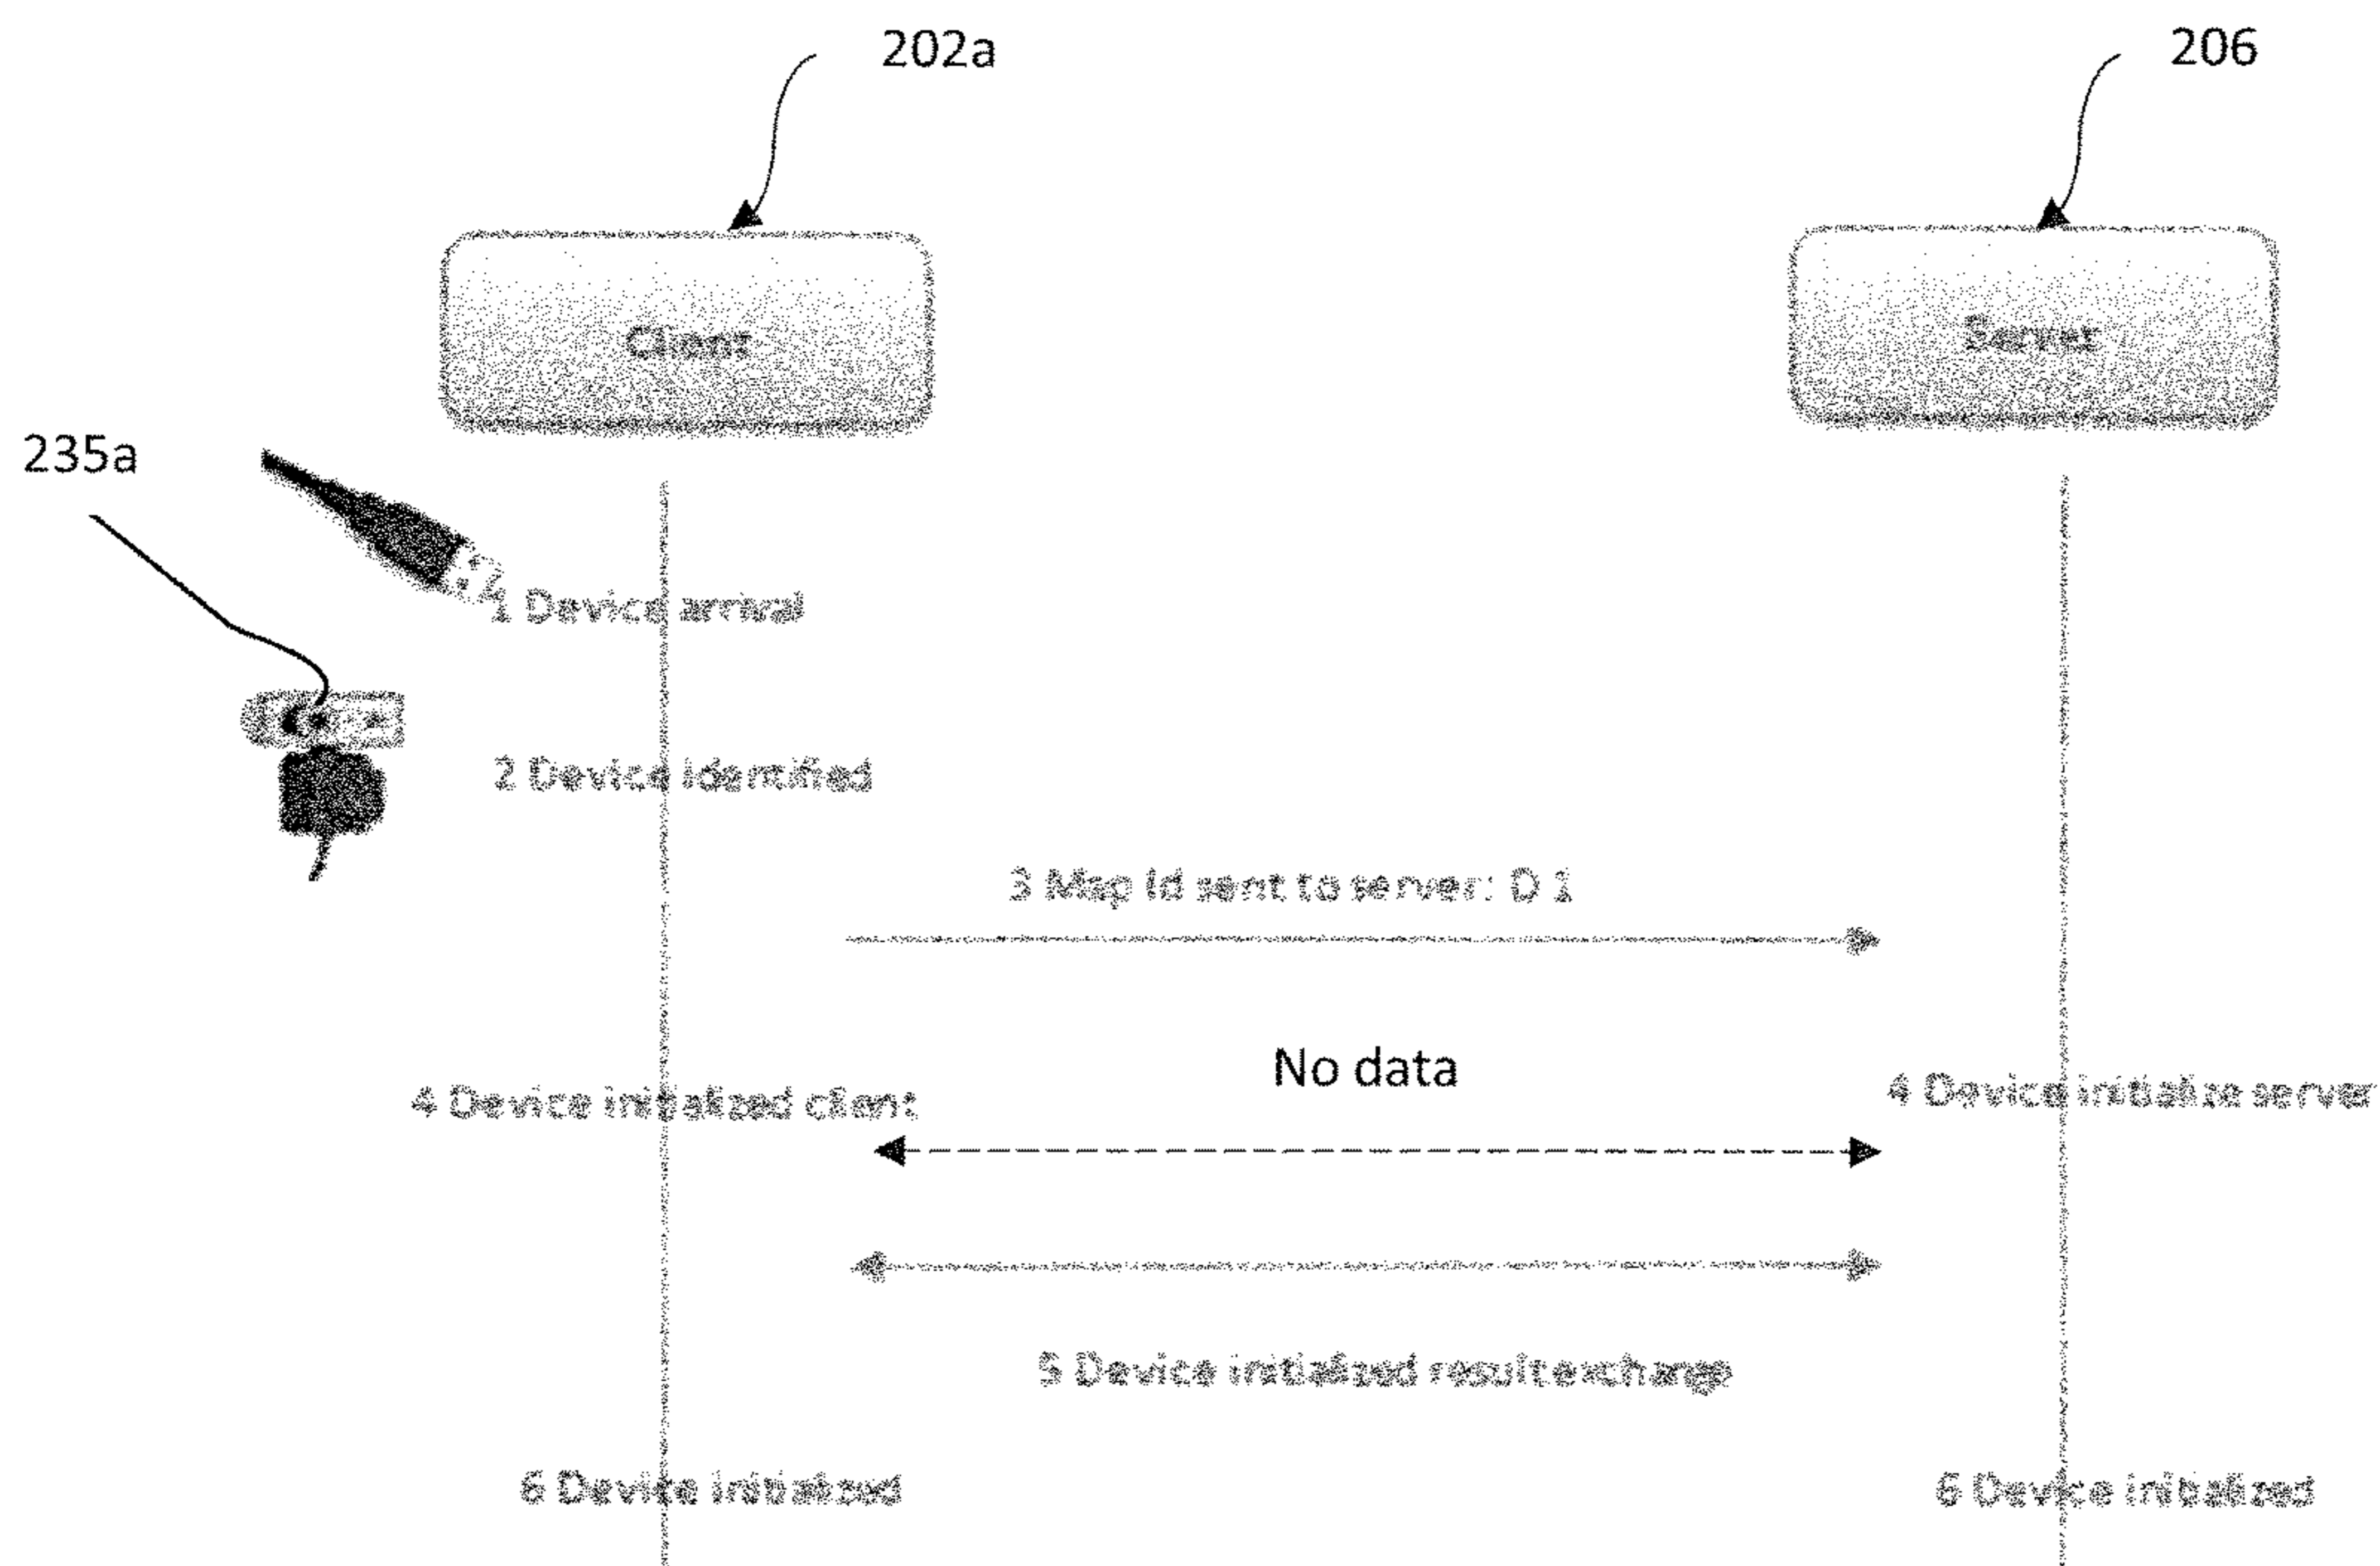 202a
206
Client
Server
235a
1 Device arrival
2 Device identified
3 Map Id sent to server: D 1
No data
4 Device initialized client
4 Device initialize server
5 Device initialized result exchange
6 Device initialized
6 Device initialized